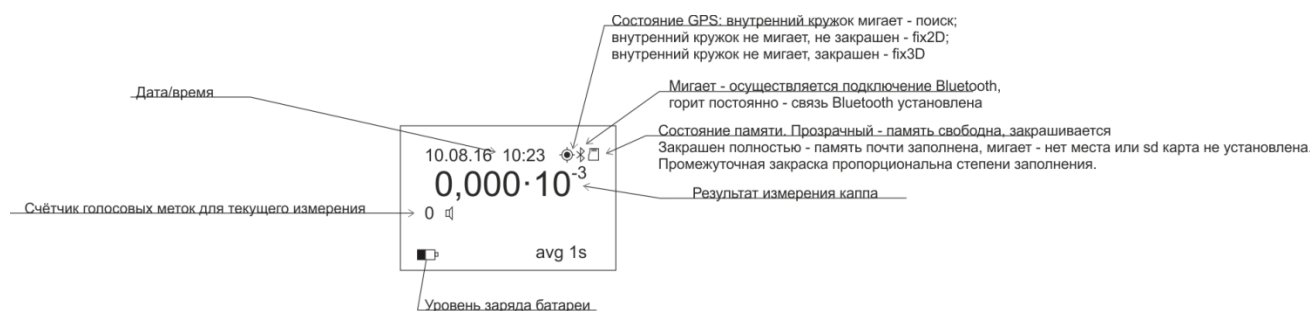 Состояние GPS: внутренний кружок мигает - поиск;
внутренний кружок не мигает, не закрашен - fix2D;
внутренний кружок не мигает, закрашен - fix3D
Мигает - осуществляется подключение Bluetooth,
горит постоянно - связь Bluetooth установлена
Дата/время
Состояние памяти. Прозрачный - память свободна, закрашивается
Закрашен полностью - память почти заполнена, мигает - нет места или sd карта не установлена.
Промежуточная закраска пропорциональна степени заполнения.
10.08.16 10:23
0,000·10⁻³
Результат измерения каппа
Счётчик голосовых меток для текущего измерения
0
avg 1s
Уровень заряда батареи